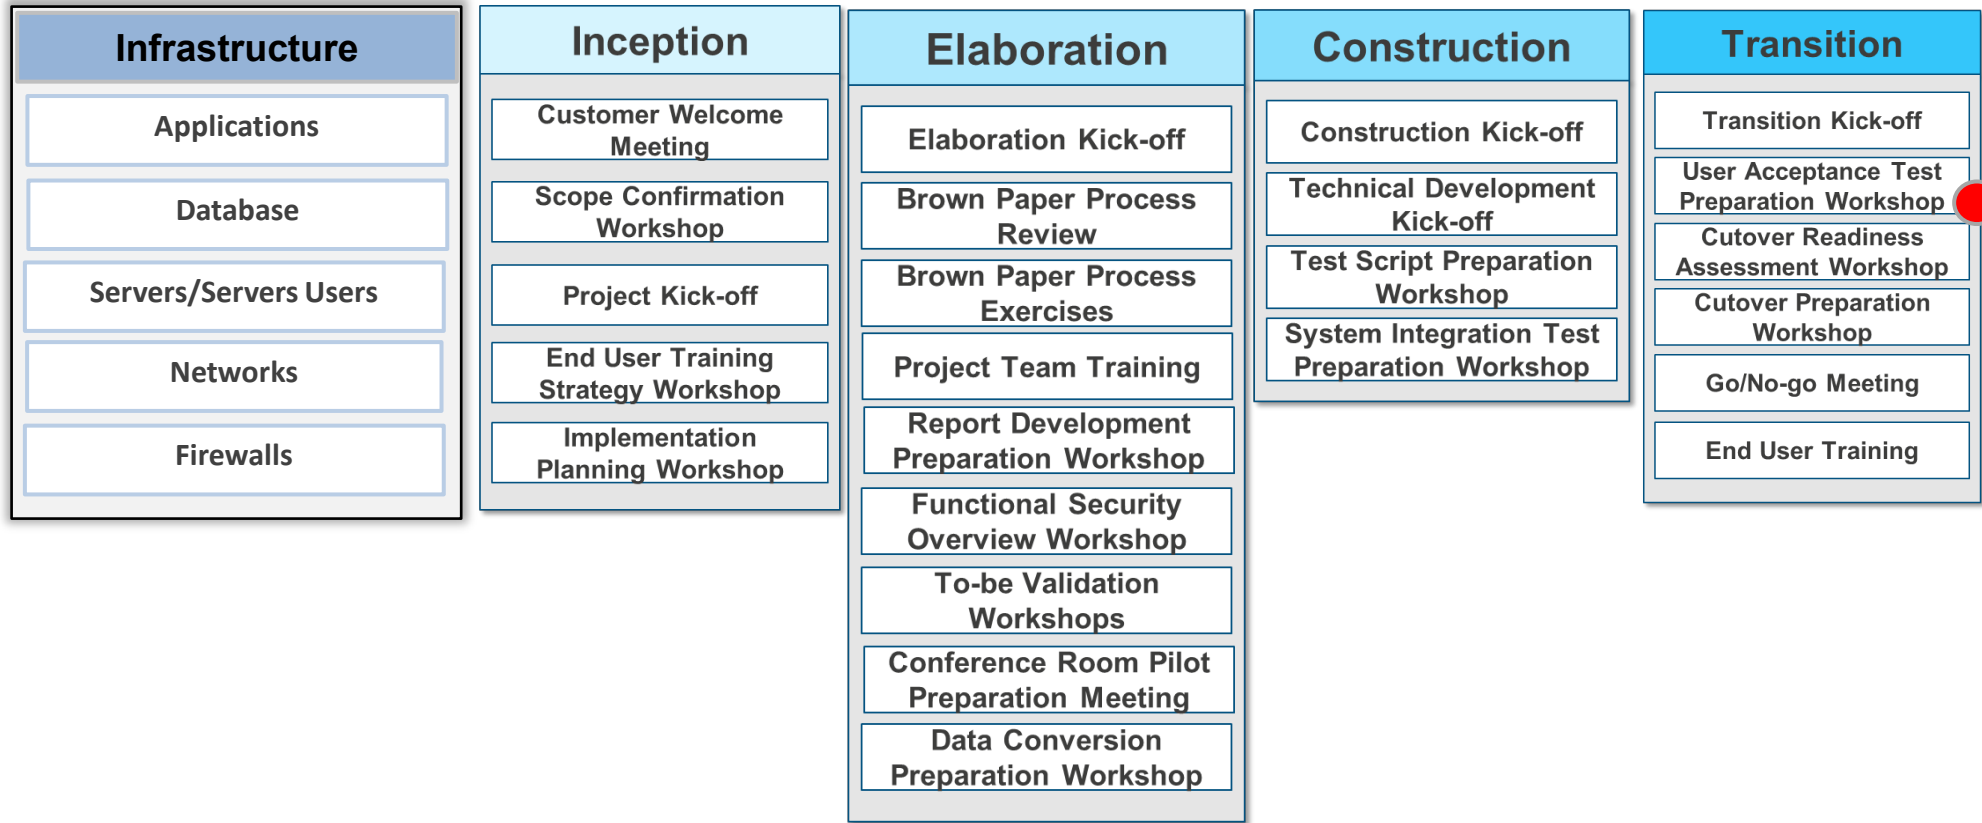 Infrastructure
Applications
Database
Servers/Servers Users
Networks
Firewalls
Inception
Customer Welcome
Meeting
Scope Confirmation
Workshop
Project Kick-off
End User Training
Strategy Workshop
Implementation
Planning Workshop
Elaboration
Elaboration Kick-off
Brown Paper Process
Review
Brown Paper Process
Exercises
Project Team Training
Report Development
Preparation Workshop
Functional Security
Overview Workshop
To-be Validation
Workshops
Conference Room Pilot
Preparation Meeting
Data Conversion
Preparation Workshop
Construction
Construction Kick-off
Technical Development
Kick-off
Test Script Preparation
Workshop
System Integration Test
Preparation Workshop
Transition
Transition Kick-off
User Acceptance Test
Preparation Workshop
Cutover Readiness
Assessment Workshop
Cutover Preparation
Workshop
Go/No-go Meeting
End User Training